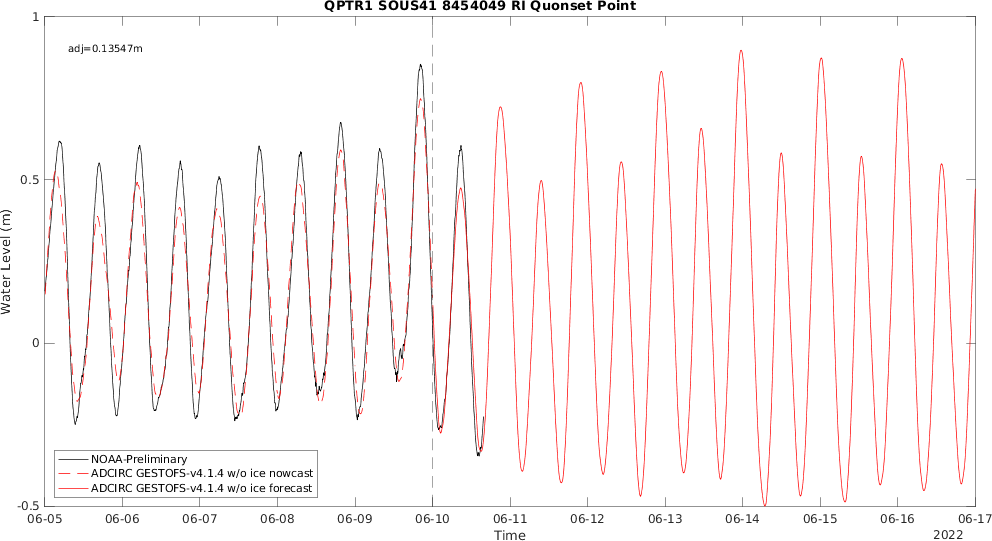 QPTR1 SOUS41 8454049 RI Quonset Point
adj=0.13547m
1
0.5
0
-0.5
Water Level (m)
NOAA-Preliminary
ADCIRC GESTOFS-v4.1.4 w/o ice nowcast
ADCIRC GESTOFS-v4.1.4 w/o ice forecast
06-05 06-06 06-07 06-08 06-09 06-10 06-11 06-12 06-13 06-14 06-15 06-16 06-17
Time
2022